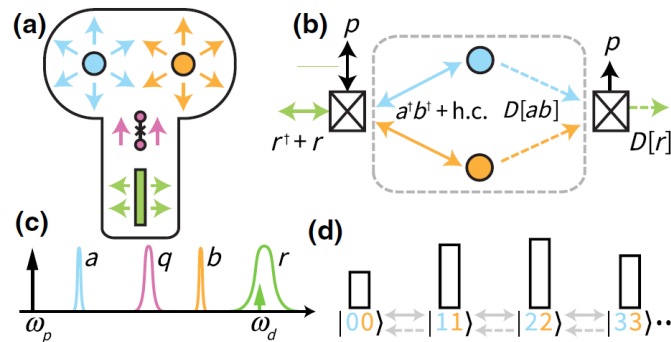 (a)
(b)
p
p
a†b† + h.c.
D[ab]
r† + r
D[r]
(c)
a
q
b
r
ωp
ωd
(d)
|00⟩
|11⟩
|22⟩
|33⟩
··